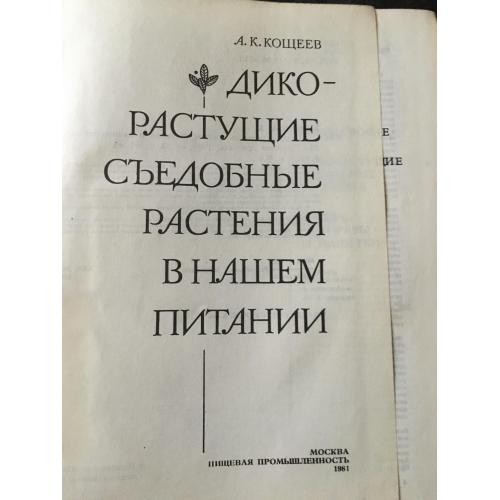 А. К. КОЩЕЕВ
ДИКО-
РАСТУЩИЕ
СЪЕДОБНЫЕ
РАСТЕНИЯ
В НАШЕМ
ПИТАНИИ
МОСКВА
ПИЩЕВАЯ ПРОМЫШЛЕННОСТЬ
1981